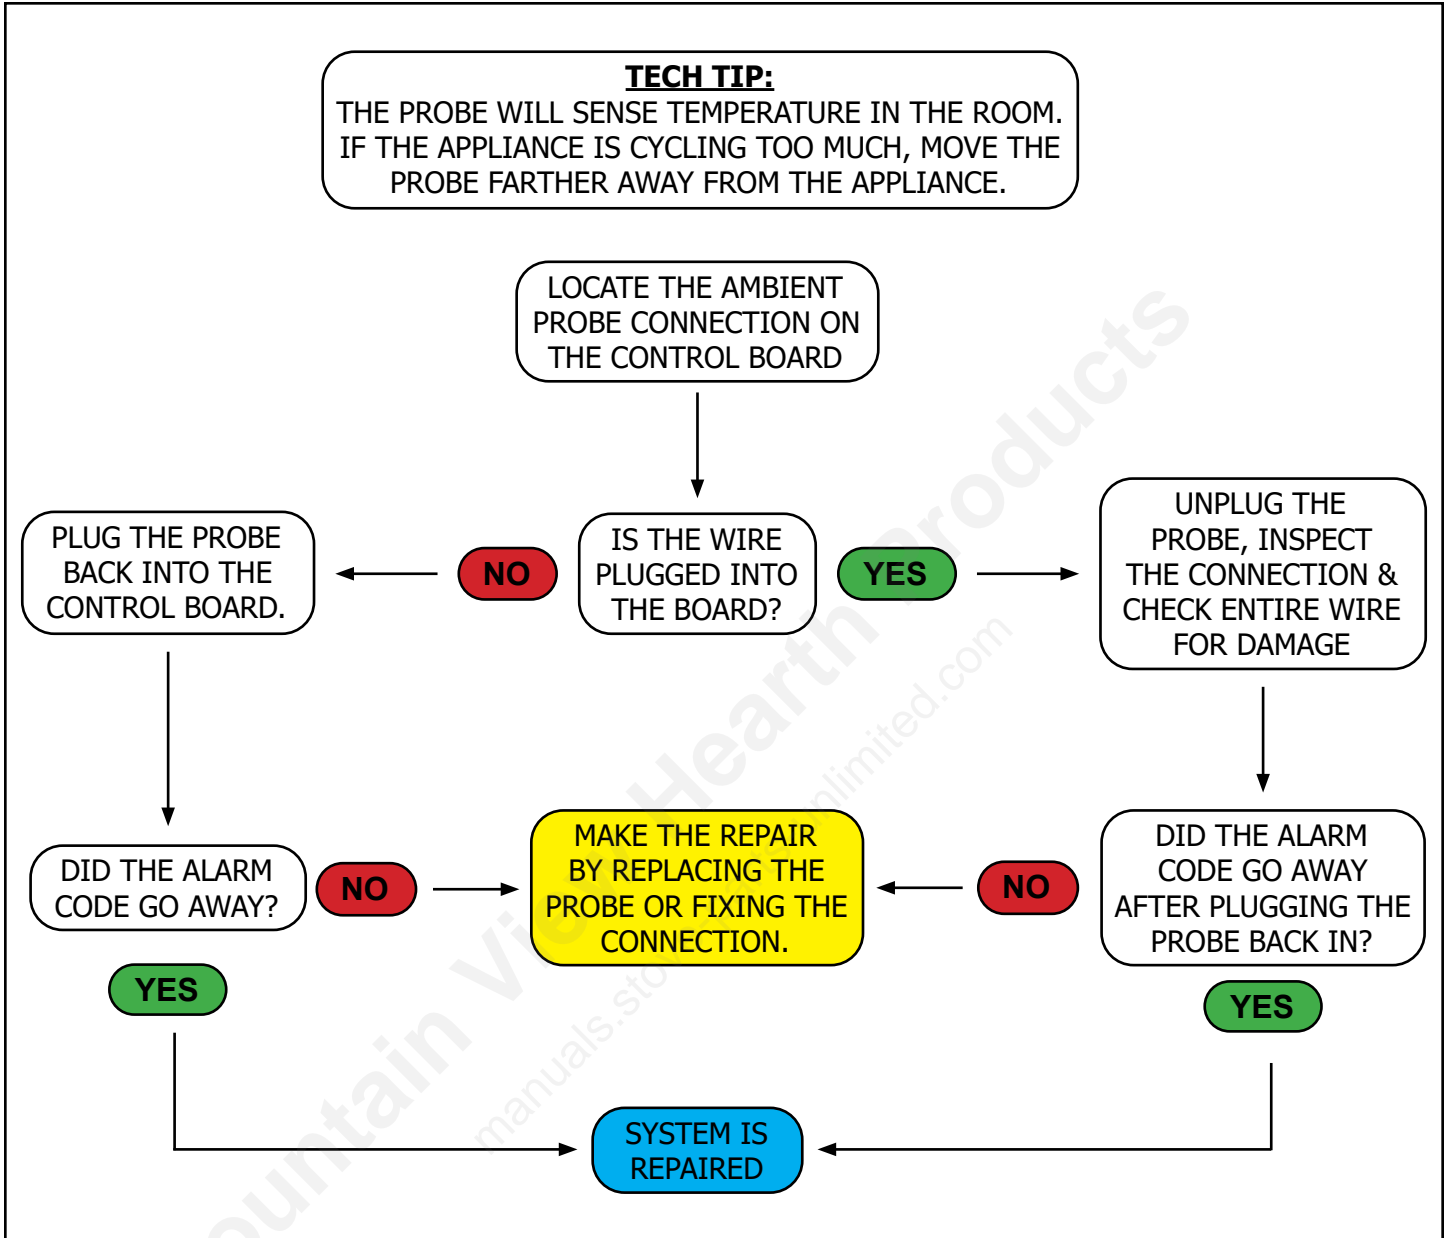 TECH TIP:
THE PROBE WILL SENSE TEMPERATURE IN THE ROOM.
IF THE APPLIANCE IS CYCLING TOO MUCH, MOVE THE
PROBE FARTHER AWAY FROM THE APPLIANCE.
LOCATE THE AMBIENT
PROBE CONNECTION ON
THE CONTROL BOARD
PLUG THE PROBE
BACK INTO THE
CONTROL BOARD.
NO
IS THE WIRE
PLUGGED INTO
THE BOARD?
YES
UNPLUG THE
PROBE, INSPECT
THE CONNECTION &
CHECK ENTIRE WIRE
FOR DAMAGE
DID THE ALARM
CODE GO AWAY?
NO
MAKE THE REPAIR
BY REPLACING THE
PROBE OR FIXING THE
CONNECTION.
NO
DID THE ALARM
CODE GO AWAY
AFTER PLUGGING THE
PROBE BACK IN?
YES
YES
SYSTEM IS
REPAIRED
View Hearth Products